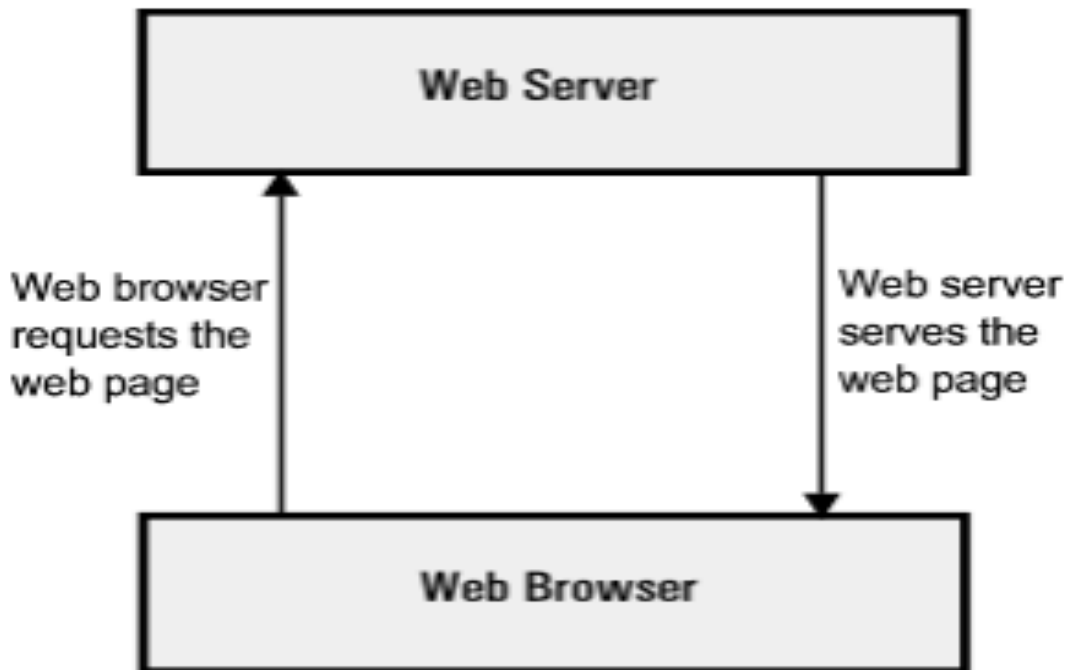 Web Server
Web browser
requests the
web page
Web server
serves the
web page
Web Browser